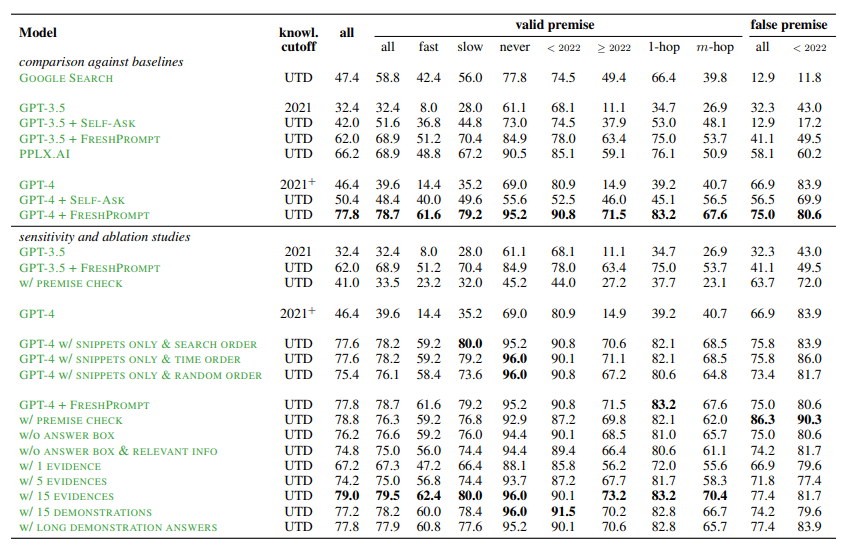 valid premise false premise
Model knowl. cutoff all all fast slow never < 2022 ≥ 2022 1-hop m-hop all < 2022
comparison against baselines
GOOGLE SEARCH UTD 47.4 58.8 42.4 56.0 77.8 74.5 49.4 66.4 39.8 12.9 11.8
GPT-3.5 2021 32.4 32.4 8.0 28.0 61.1 68.1 11.1 34.7 26.9 32.3 43.0
GPT-3.5 + SELF-ASK UTD 42.0 51.6 36.8 44.8 73.0 74.5 37.9 53.0 48.1 12.9 17.2
GPT-3.5 + FRESHPROMPT UTD 62.0 68.9 51.2 70.4 84.9 78.0 63.4 75.0 53.7 41.1 49.5
PPLX.AI UTD 66.2 68.9 48.8 67.2 90.5 85.1 59.1 76.1 50.9 58.1 60.2
GPT-4 2021+ 46.4 39.6 14.4 35.2 69.0 80.9 14.9 39.2 40.7 66.9 83.9
GPT-4 + SELF-ASK UTD 50.4 48.4 40.0 49.6 55.6 52.5 46.0 45.1 56.5 56.5 69.9
GPT-4 + FRESHPROMPT UTD 77.8 78.7 61.6 79.2 95.2 90.8 71.5 83.2 67.6 75.0 80.6
sensitivity and ablation studies
GPT-3.5 2021 32.4 32.4 8.0 28.0 61.1 68.1 11.1 34.7 26.9 32.3 43.0
GPT-3.5 + FRESHPROMPT UTD 62.0 68.9 51.2 70.4 84.9 78.0 63.4 75.0 53.7 41.1 49.5
W/ PREMISE CHECK UTD 41.0 33.5 23.2 32.0 45.2 44.0 27.2 37.7 23.1 63.7 72.0
GPT-4 2021+ 46.4 39.6 14.4 35.2 69.0 80.9 14.9 39.2 40.7 66.9 83.9
GPT-4 W/ SNIPPETS ONLY & SEARCH ORDER UTD 77.6 78.2 59.2 80.0 95.2 90.8 70.6 82.1 68.5 75.8 83.9
GPT-4 W/ SNIPPETS ONLY & TIME ORDER UTD 77.6 78.2 59.2 79.2 96.0 90.1 71.1 82.1 68.5 75.8 86.0
GPT-4 W/ SNIPPETS ONLY & RANDOM ORDER UTD 75.4 76.1 58.4 73.6 96.0 90.8 67.2 80.6 64.8 73.4 81.7
GPT-4 + FRESHPROMPT UTD 77.8 78.7 61.6 79.2 95.2 90.8 71.5 83.2 67.6 75.0 80.6
W/ PREMISE CHECK UTD 78.8 76.3 59.2 76.8 92.9 87.2 69.8 82.1 62.0 86.3 90.3
W/O ANSWER BOX UTD 76.2 76.6 59.2 76.0 94.4 90.1 68.5 81.0 65.7 75.0 80.6
W/O ANSWER BOX & RELEVANT INFO UTD 74.8 75.0 56.0 74.4 94.4 89.4 66.4 80.6 61.1 74.2 81.7
W/ 1 EVIDENCE UTD 67.2 67.3 47.2 66.4 88.1 85.8 56.2 72.0 55.6 66.9 79.6
W/ 5 EVIDENCES UTD 74.2 75.0 56.8 74.4 93.7 87.2 67.7 81.7 58.3 71.8 77.4
W/ 15 EVIDENCES UTD 79.0 79.5 62.4 80.0 96.0 90.1 73.2 83.2 70.4 77.4 81.7
W/ 15 DEMONSTRATIONS UTD 77.2 78.2 60.0 78.4 96.0 91.5 70.2 82.8 66.7 74.2 79.6
W/ LONG DEMONSTRATION ANSWERS UTD 77.8 77.9 60.8 77.6 95.2 90.1 70.6 82.8 65.7 77.4 83.9